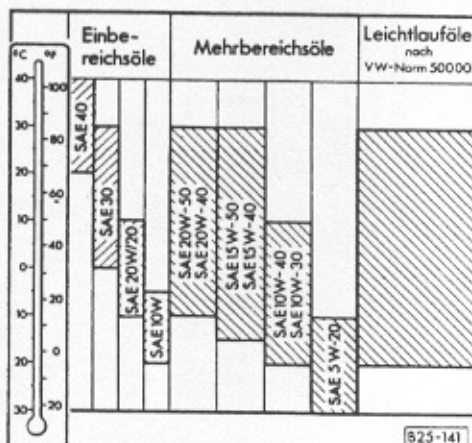 Einbe-
reichsöle
Mehrbereichsöle
Leichtlauföle
nach
VW-Norm 50000
°C
°F
40
30
20
10
0
10
20
30
100
80
60
40
20
0
-20
SAE 40
SAE 30
SAE 20W/20
SAE 10W
SAE 20W-50
SAE 20W-40
SAE 15W-50
SAE 15W-40
SAE 10W-40
SAE 10W-30
SAE 5W-20
B25-141